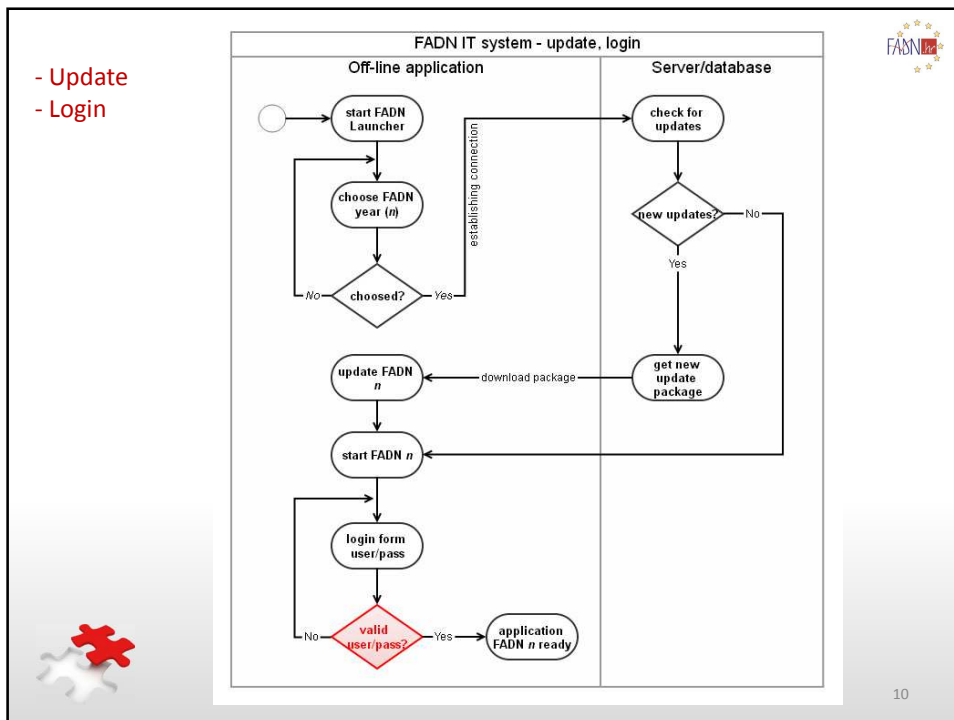 - Update
- Login
FADN hr
FADN IT system - update, login
Off-line application
Server/database
start FADN
Launcher
check for
updates
establishing connection
choose FADN
year (n)
new updates?
No
Yes
No
choosed?
Yes
update FADN
n
download package
get new
update
package
start FADN n
login form
user/pass
No
valid
user/pass?
Yes
application
FADN n ready
10